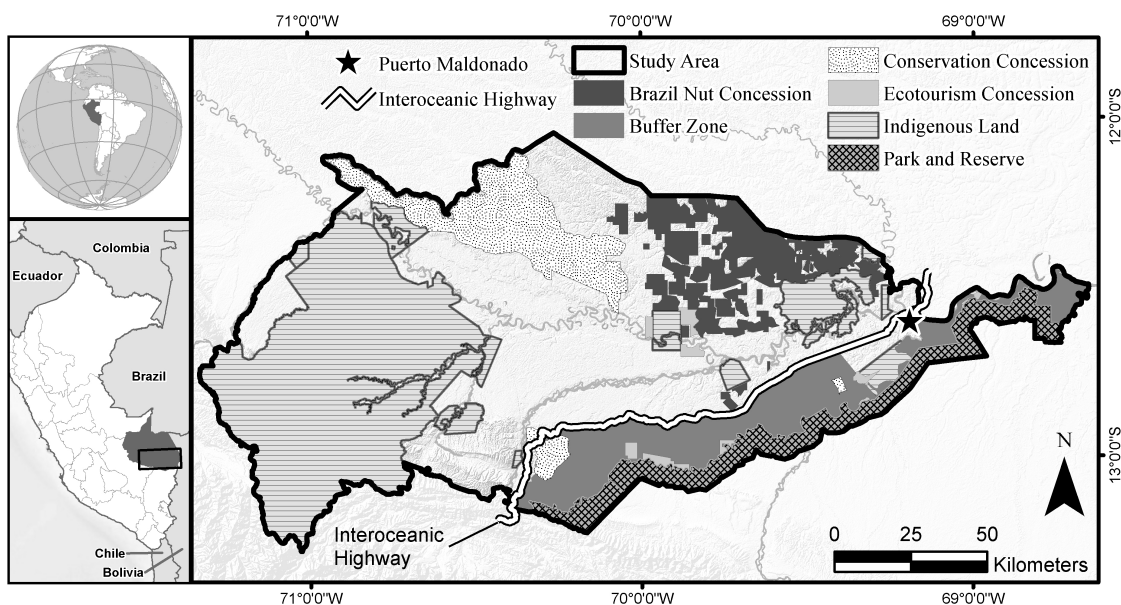 71°0'0"W
70°0'0"W
69°0'0"W
Puerto Maldonado
Interoceanic Highway
Study Area
Brazil Nut Concession
Buffer Zone
Conservation Concession
Ecotourism Concession
Indigenous Land
Park and Reserve
12°0'0"S
13°0'0"S
Colombia
Ecuador
Brazil
Chile
Bolivia
Interoceanic
Highway
N
0
25
50
Kilometers
71°0'0"W
70°0'0"W
69°0'0"W